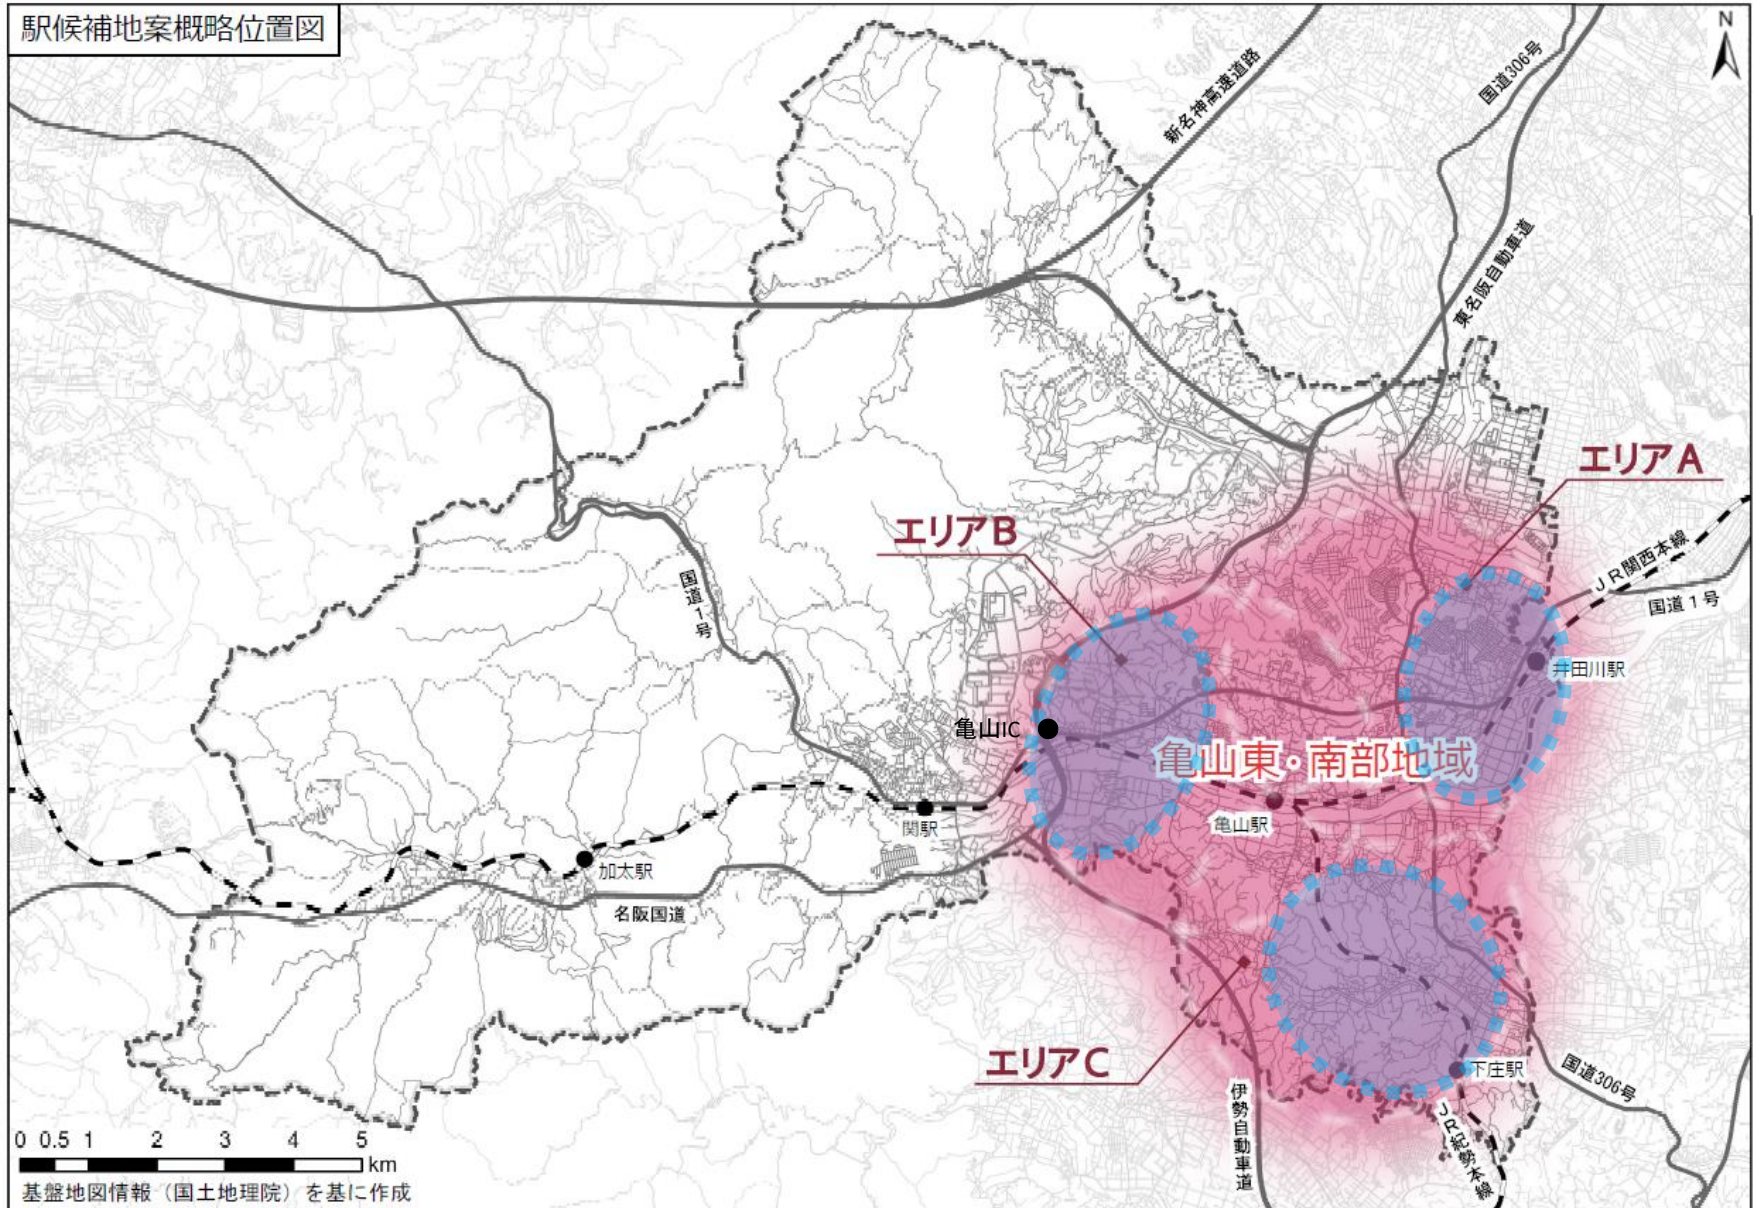 駅候補地案概略位置図
N
新名神高速道路
国道306号
東名阪自動車道
エリアA
エリアB
JR関西本線
国道1号
国道1号
井田川駅
亀山IC
亀山東・南部地域
亀山駅
関駅
加太駅
名阪国道
エリアC
下庄駅
国道306号
伊勢自動車道
JR紀勢本線
0 0.5 1 2 3 4 5
km
基盤地図情報（国土地理院）を基に作成